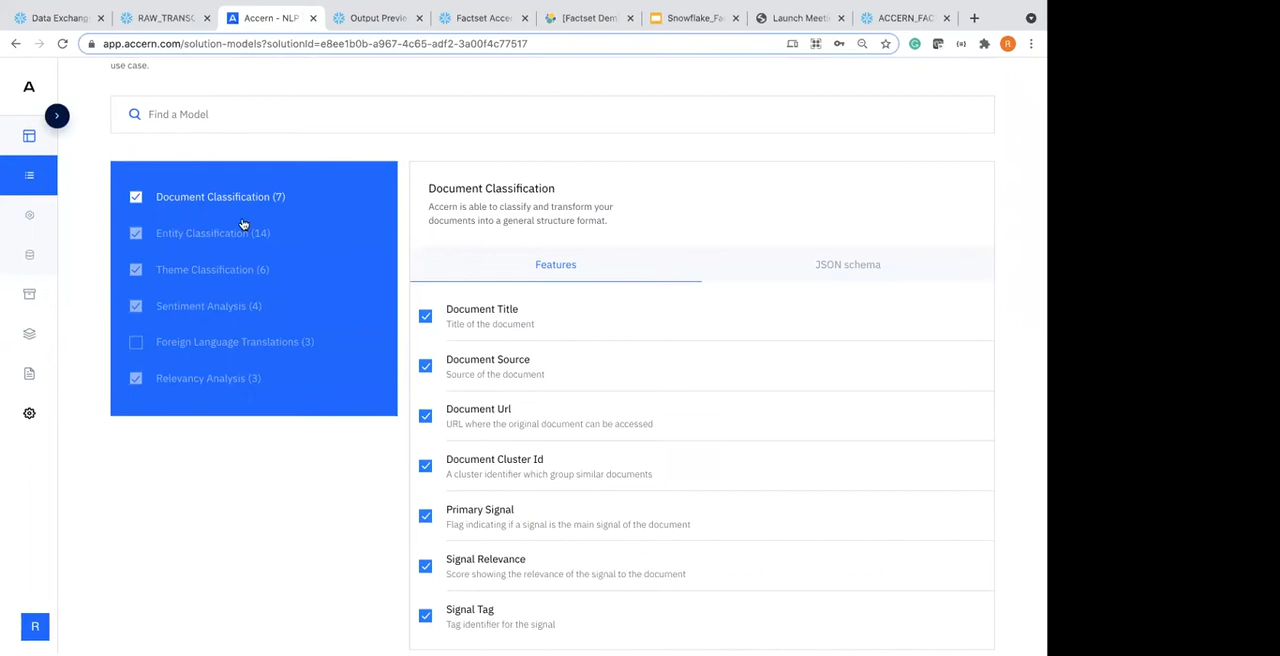 Data Exchang
RAW_TRANSC
Accern - NLP
Output Previo
Factset Acce
[Factset Dem
Snowflake_Fa
Launch Meeti
ACCERN_FAC
app.accern.com/solution-models?solutionId=e8ee1b0b-a967-4c65-adf2-3a00f4c77517
R
use case.
A
Find a Model
Document Classification (7)
Entity Classification (14)
Theme Classification (6)
Sentiment Analysis (4)
Foreign Language Translations (3)
Relevancy Analysis (3)
Document Classification
Accern is able to classify and transform your
documents into a general structure format.
Features
JSON schema
Document Title
Title of the document
Document Source
Source of the document
Document Url
URL where the original document can be accessed
Document Cluster Id
A cluster identifier which group similar documents
Primary Signal
Flag indicating if a signal is the main signal of the document
Signal Relevance
Score showing the relevance of the signal to the document
Signal Tag
Tag identifier for the signal
R